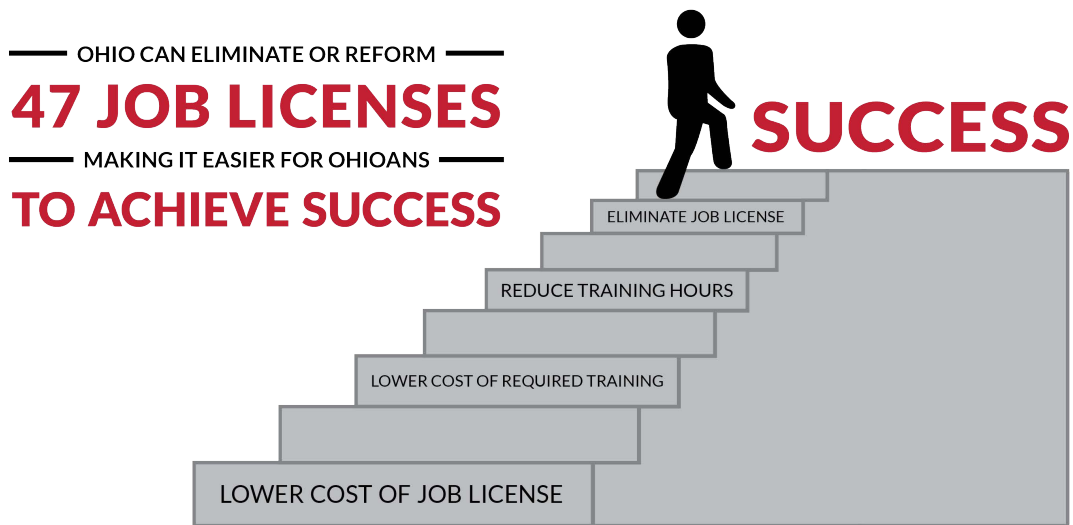 OHIO CAN ELIMINATE OR REFORM
47 JOB LICENSES
MAKING IT EASIER FOR OHIOANS
TO ACHIEVE SUCCESS
SUCCESS
ELIMINATE JOB LICENSE
REDUCE TRAINING HOURS
LOWER COST OF REQUIRED TRAINING
LOWER COST OF JOB LICENSE